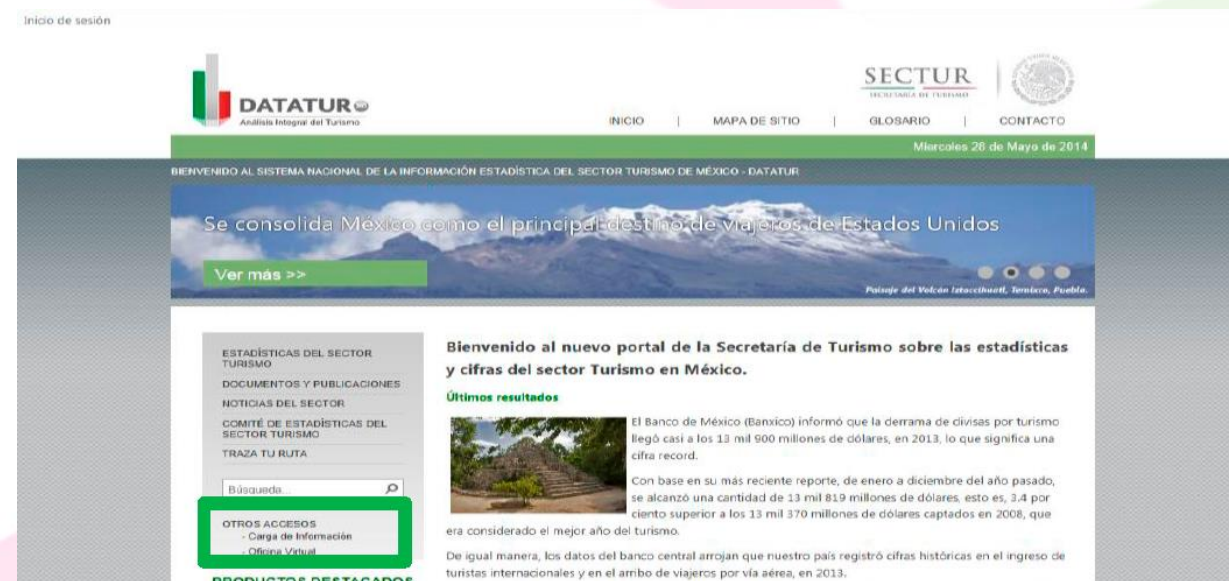 Inicio de sesión
SECTUR
SECRETARÍA DE TURISMO
DATATUR
Análisis Integral del Turismo
INICIO | MAPA DE SITIO | GLOSARIO | CONTACTO
Miercoles 28 de Mayo de 2014
BIENVENIDO AL SISTEMA NACIONAL DE LA INFORMACIÓN ESTADÍSTICA DEL SECTOR TURISMO DE MÉXICO - DATATUR
Se consolida México como el principal destino de viajeros de Estados Unidos
Ver más >>
Paisaje del Volcán Iztaccíhuatl, Puebla.
ESTADÍSTICAS DEL SECTOR
TURISMO
DOCUMENTOS Y PUBLICACIONES
NOTICIAS DEL SECTOR
COMITÉ DE ESTADÍSTICAS DEL
SECTOR TURISMO
TRAZA TU RUTA
Búsqueda...
OTROS ACCESOS
- Carga de Información
- Oficina Virtual
PRODUCTOS DESTACADOS
Bienvenido al nuevo portal de la Secretaría de Turismo sobre las estadísticas
y cifras del sector Turismo en México.
Últimos resultados
El Banco de México (Banxico) informó que la derrama de divisas por turismo
llegó casi a los 13 mil 900 millones de dólares, en 2013, lo que significa una
cifra record.
Con base en su más reciente reporte, de enero a diciembre del año pasado,
se alcanzó una cantidad de 13 mil 819 millones de dólares, esto es, 3.4 por
ciento superior a los 13 mil 370 millones de dólares captados en 2008, que
era considerado el mejor año del turismo.
De igual manera, los datos del banco central arrojan que nuestro país registró cifras históricas en el ingreso de
turistas internacionales y en el arribo de viajeros por vía aérea, en 2013.